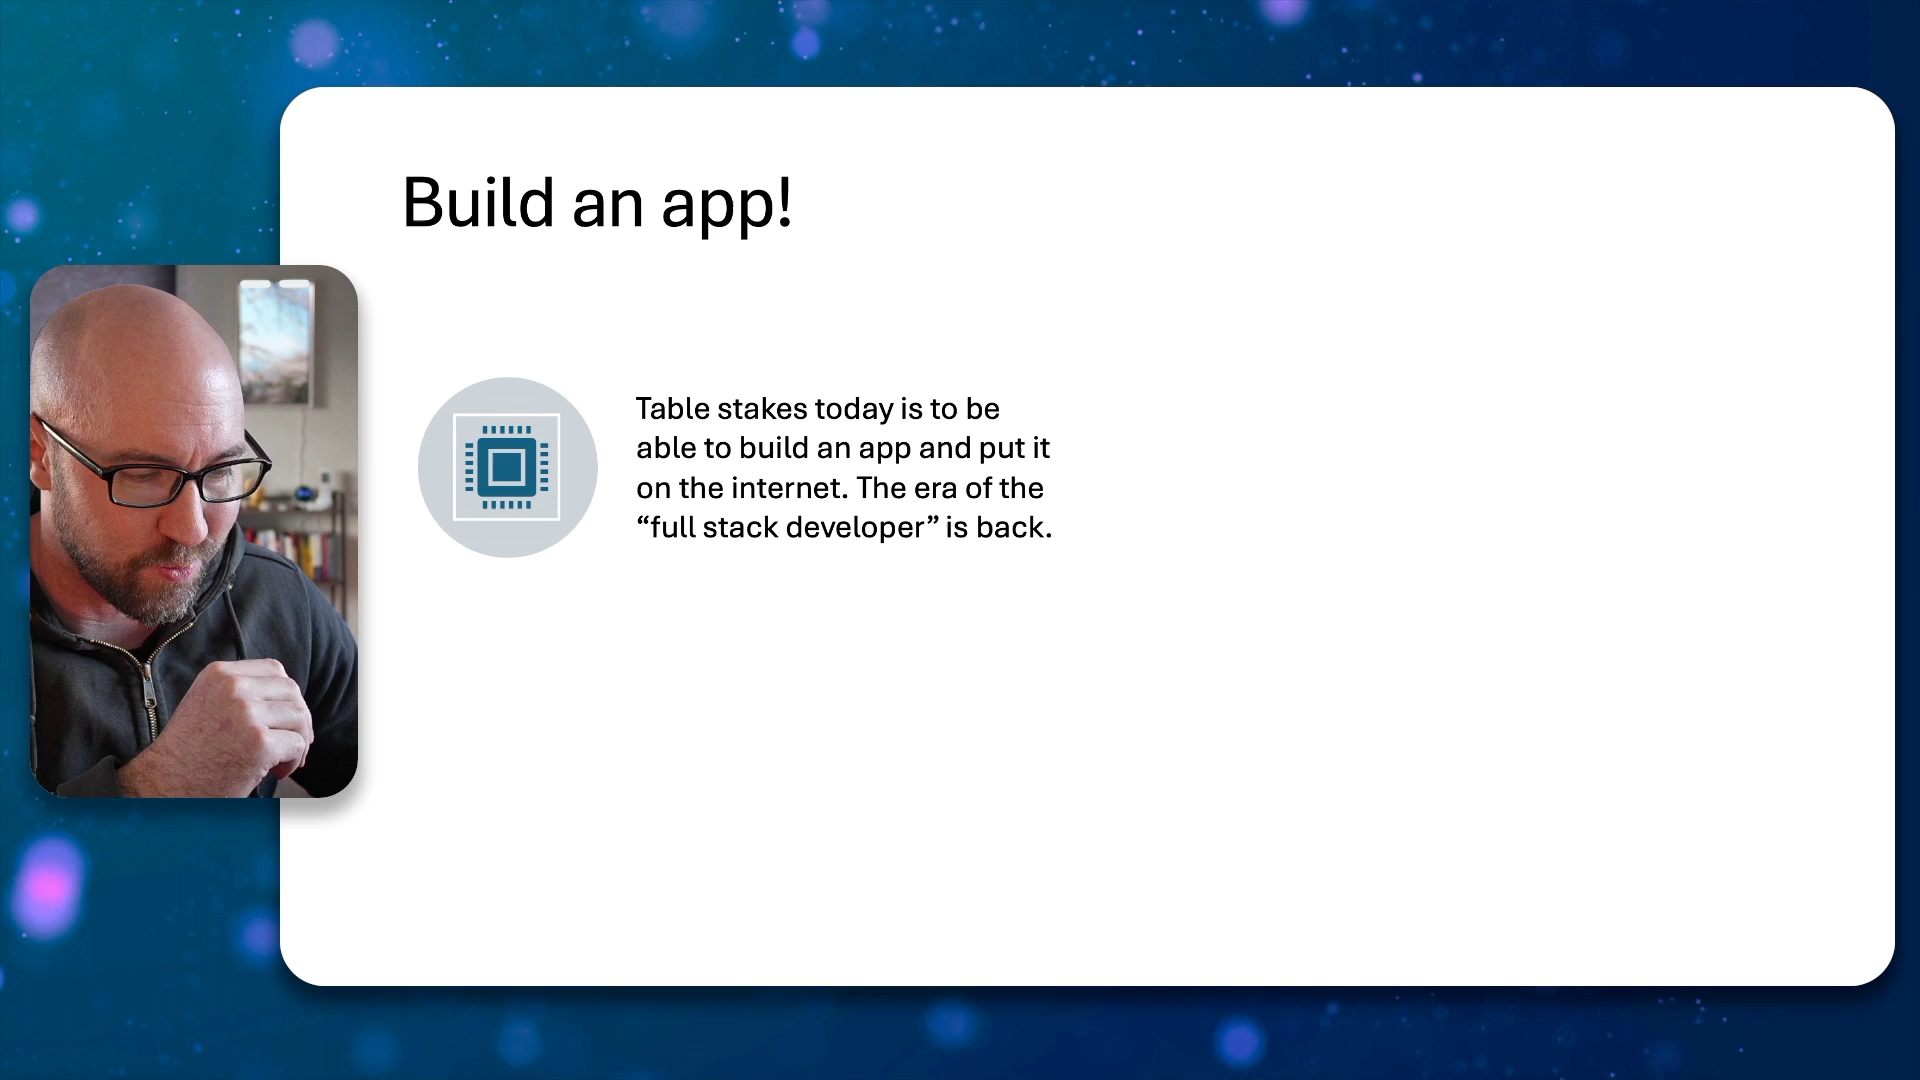 Build an app!
Table stakes today is to be
able to build an app and put it
on the internet. The era of the
“full stack developer” is back.